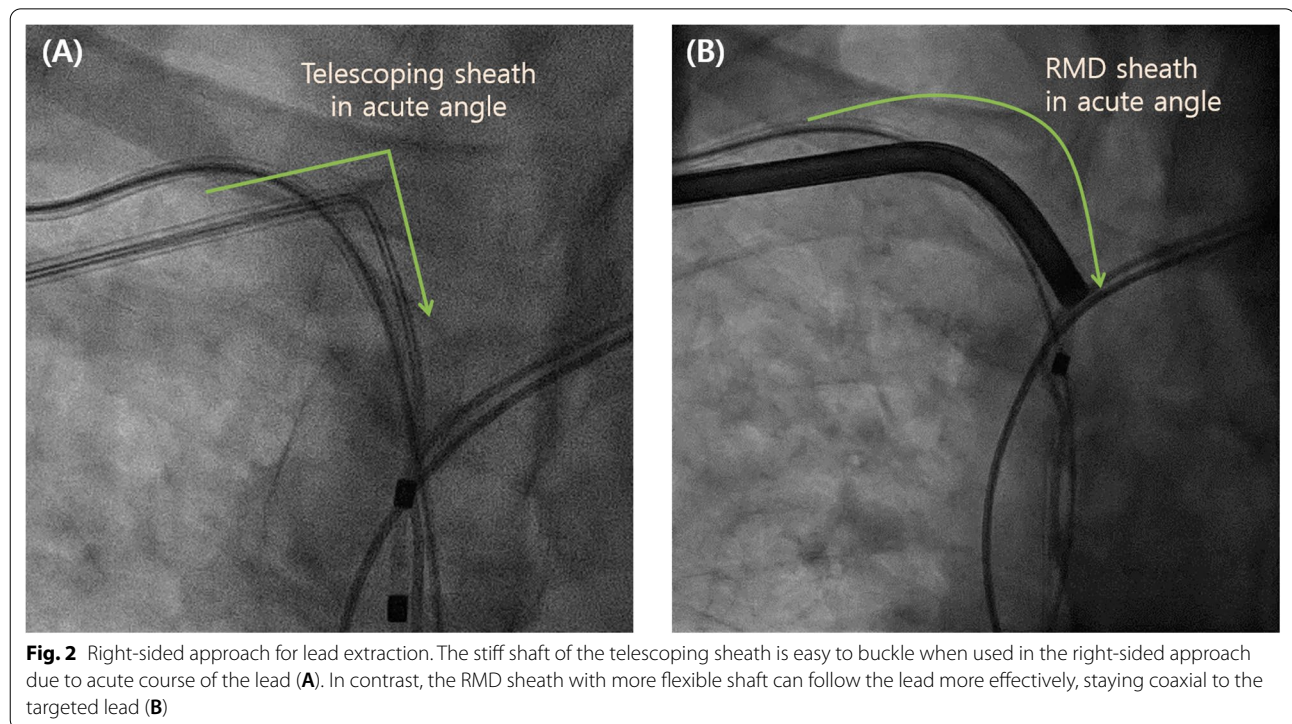 (A)
Telescoping sheath
in acute angle
(B)
RMD sheath
in acute angle
Fig. 2 Right-sided approach for lead extraction. The stiff shaft of the telescoping sheath is easy to buckle when used in the right-sided approach
due to acute course of the lead (A). In contrast, the RMD sheath with more flexible shaft can follow the lead more effectively, staying coaxial to the
targeted lead (B)